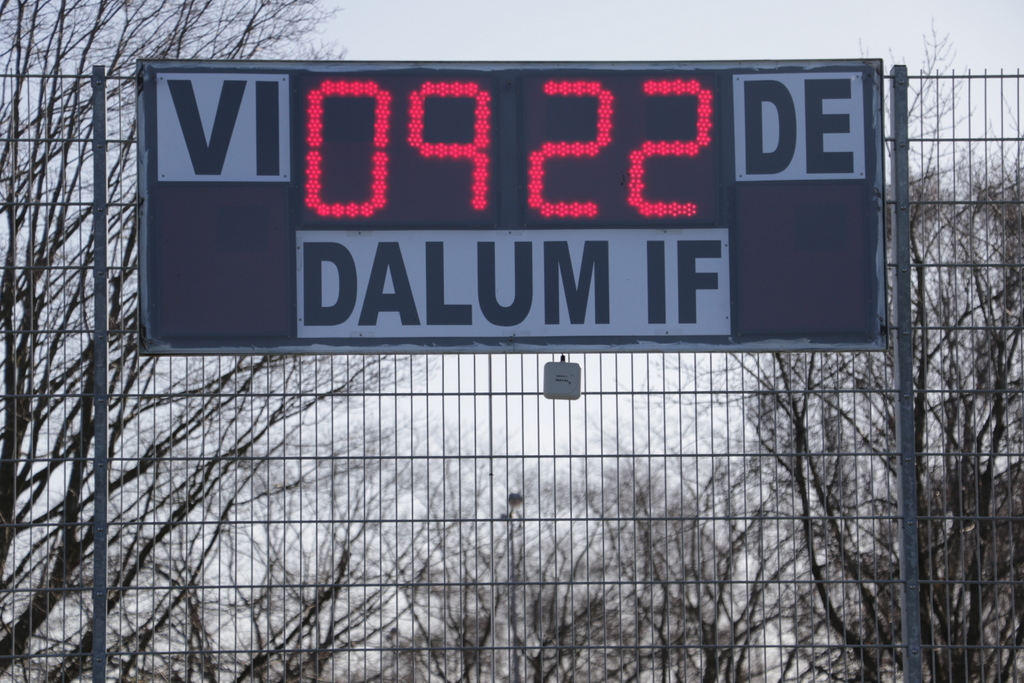 VI 0922 DE
DALUM IF